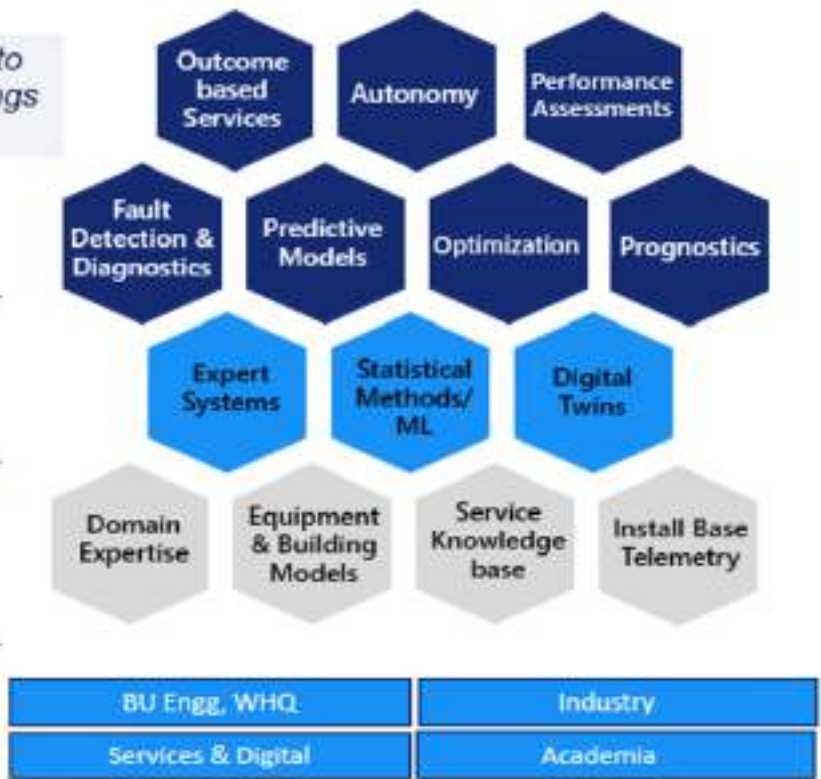 to
Outcome
based
Services
Autonomy
Performance
Assessments
Fault
Detection &
Diagnostics
Predictive
Models
Optimization
Prognostics
Expert
Systems
Statistical
Methods/
ML
Digital
Twins
Domain
Expertise
Equipment
& Building
Models
Service
Knowledge
base
Install Base
Telemetry
BU Engg, WHQ
Industry
Services & Digital
Academia